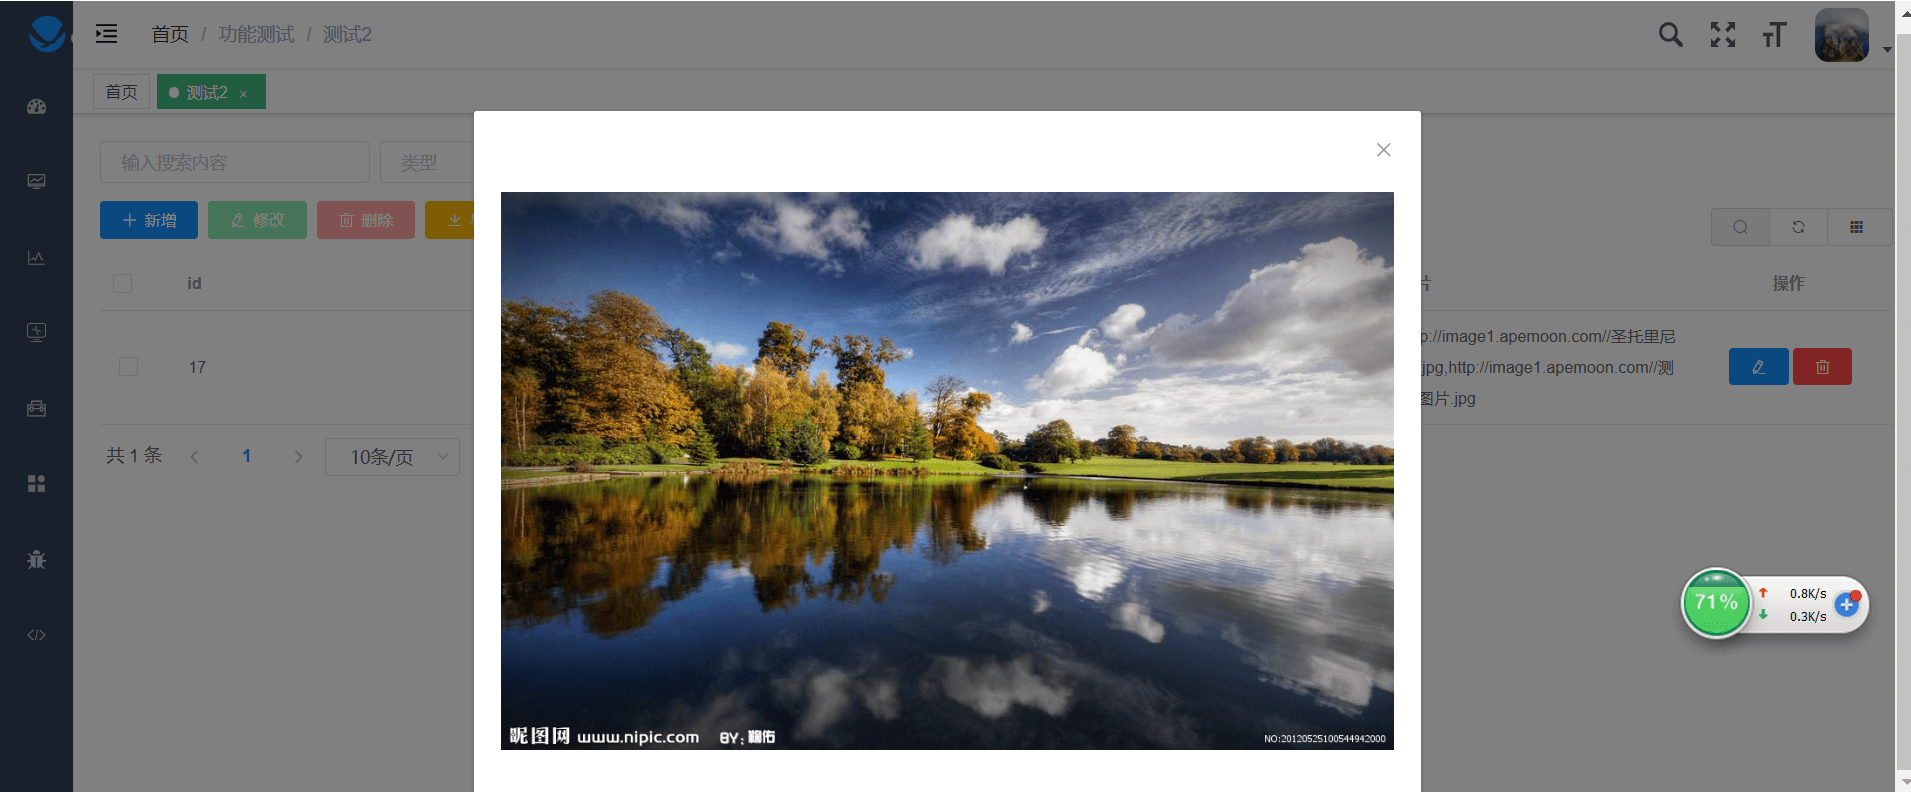 首页 / 功能测试 / 测试2
首页
测试2 ×
输入搜索内容
类型
新增
修改
删除
id
操作
17
p://image1.apemoon.com//圣托里尼
.jpg,http://image1.apemoon.com//测
图片.jpg
共 1 条
1
10条/页
昵图网 www.nipic.com BY:
NO:20120525100544942000
71%
0.8K/s
0.3K/s